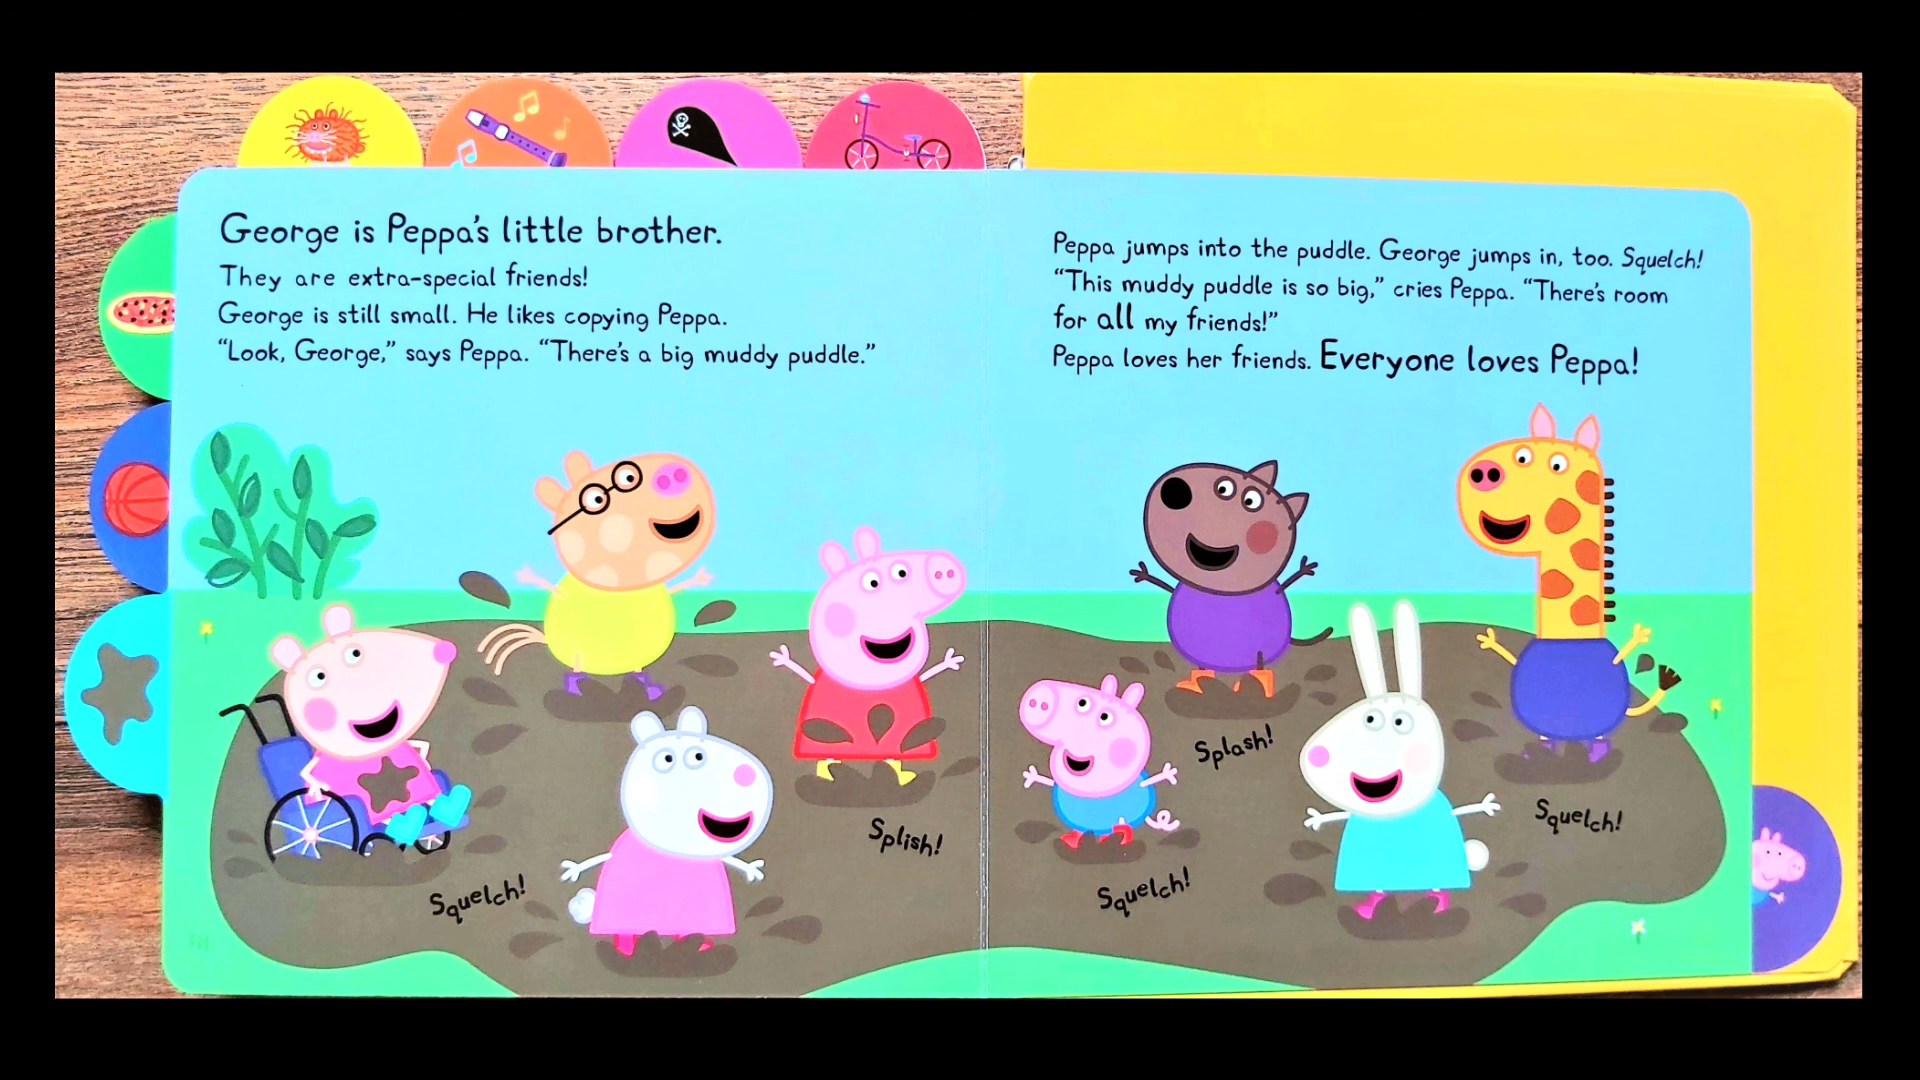 George is Peppa's little brother.
They are extra-special friends!
George is still small. He likes copying Peppa.
“Look, George,” says Peppa. “There's a big muddy puddle.”
Peppa jumps into the puddle. George jumps in, too. Squelch!
“This muddy puddle is so big,” cries Peppa. “There's room
for all my friends!”
Peppa loves her friends. Everyone loves Peppa!
Squelch!
Splish!
Splash!
Squelch!
Squelch!